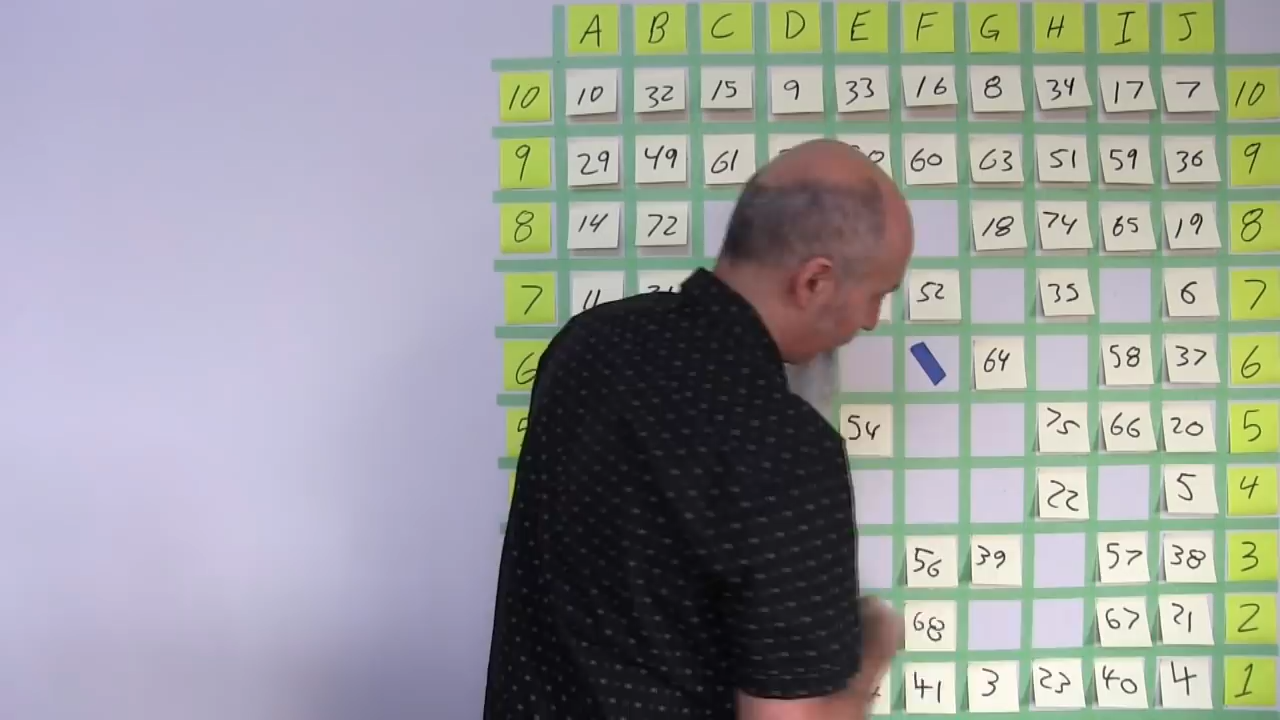 A B C D E F G H I J
10 10 32 15 9 33 16 8 34 17 7 10
9 29 49 61 60 63 51 59 36 9
8 14 72 18 74 65 19 8
7 11 52 35 6 7
6 64 58 37 6
54 75 66 20 5
22 5 4
56 39 57 38 3
68 67 21 2
41 3 23 40 4 1